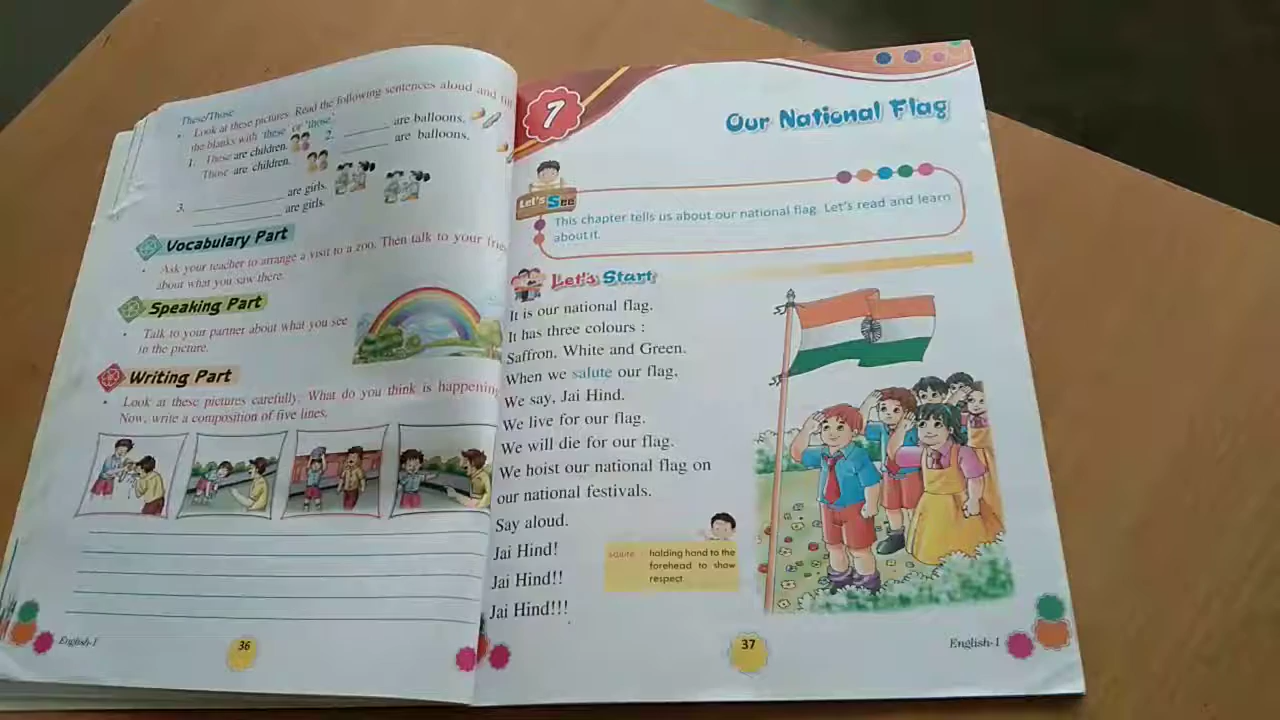 These/Those
• Look at these pictures. Read the following sentences aloud and
the blanks with 'these' or 'those'.
1. These are children.
Those are children.
2. ______ are balloons.
______ are balloons.
3. ______ are girls.
______ are girls.
Vocabulary Part
• Ask your teacher to arrange a visit to a zoo. Then talk to your
about what you saw there.
Speaking Part
• Talk to your partner about what you see
in the picture.
Writing Part
• Look at these pictures carefully. What do you think is happening
Now, write a composition of five lines.
English-1
36
7
Our National Flag
Let's See
This chapter tells us about our national flag. Let's read and learn
about it.
Let's Start
It is our national flag.
It has three colours :
Saffron, White and Green.
When we salute our flag,
We say, Jai Hind.
We live for our flag.
We will die for our flag.
We hoist our national flag on
our national festivals.
Say aloud.
Jai Hind!
Jai Hind!!
Jai Hind!!!
salute : holding hand to the
forehead to show
respect
37
English-1